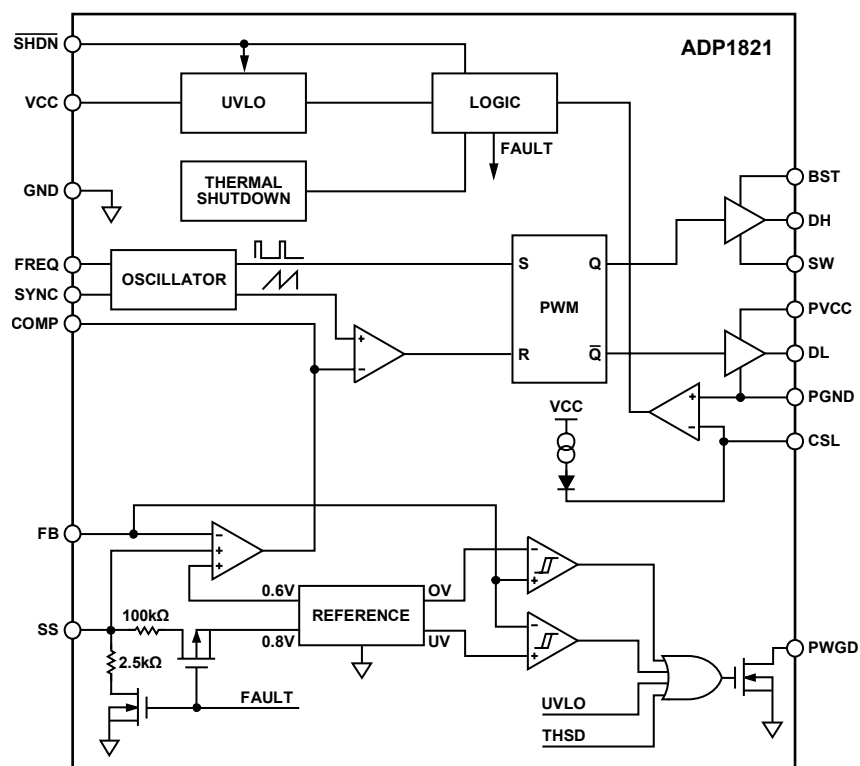 ADP1821
SHDN
VCC
UVLO
LOGIC
FAULT
GND
THERMAL
SHUTDOWN
BST
DH
SW
FREQ
OSCILLATOR
S
Q
SYNC
PWM
PVCC
COMP
+
–
R
Q̅
DL
PGND
VCC
+
–
CSL
FB
–
+
+
–
+
0.6V
OV
REFERENCE
–
+
SS
100kΩ
0.8V
UV
PWGD
2.5kΩ
FAULT
UVLO
THSD